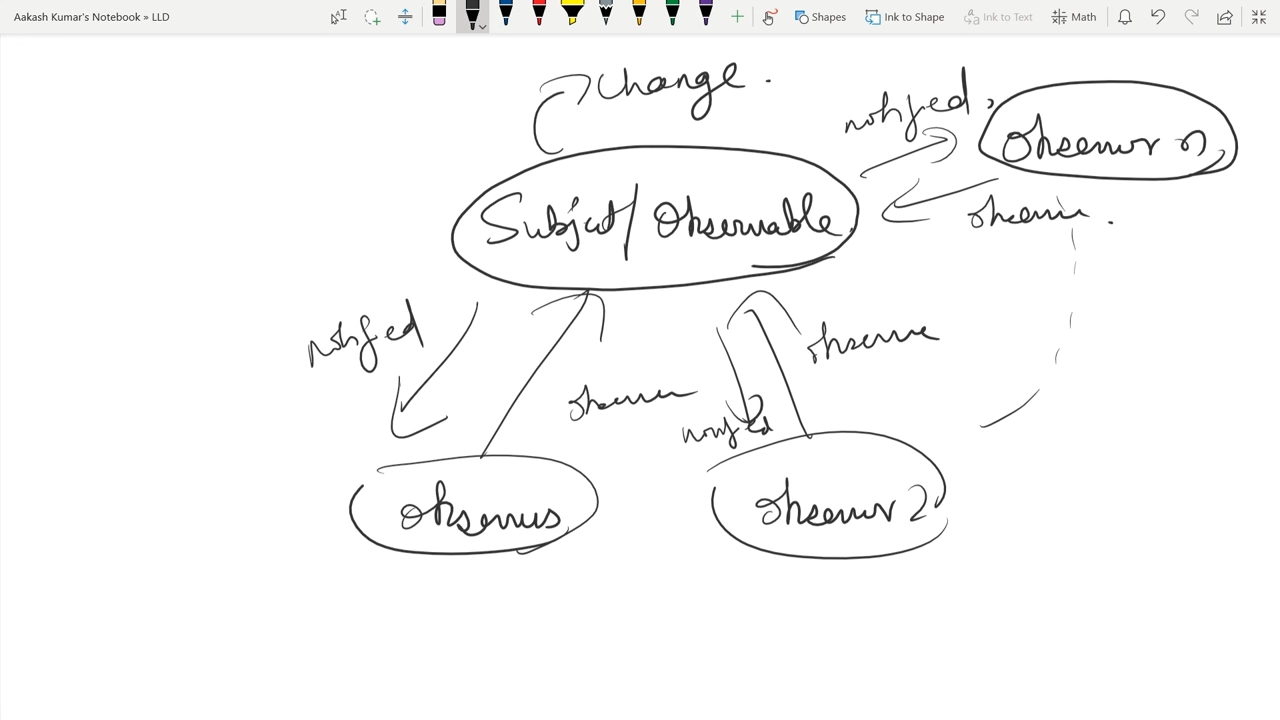 Aakash Kumar's Notebook » LLD
Shapes
Ink to Shape
Ink to Text
Math
Change.
notified,
Observer n,
Subject/Observable
observe.
notified
observe
observe
notified
Observer
Observer 2